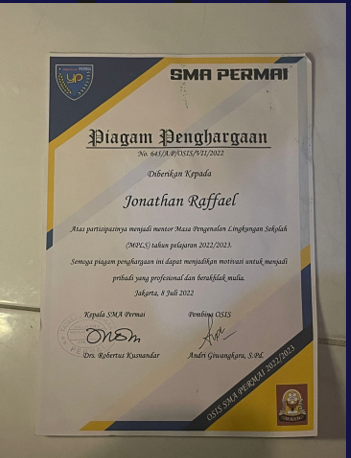 SMA PERMAI
Piagam Penghargaan
No. 645/A.P/OSIS/VII/2022
Diberikan Kepada
Jonathan Raffael
Atas partisipasinya menjadi mentor Masa Pengenalan Lingkungan Sekolah
(MPLS) tahun pelajaran 2022/2023.
Semoga piagam penghargaan ini dapat menjadikan motivasi untuk menjadi
pribadi yang profesional dan berakhlak mulia.
Jakarta, 8 Juli 2022
Kepala SMA Permai Pembina OSIS
Drs. Robertus Kusnandar Andri Gewangkara, S.Pd.
OSIS SMA PERMAI 2022/2023